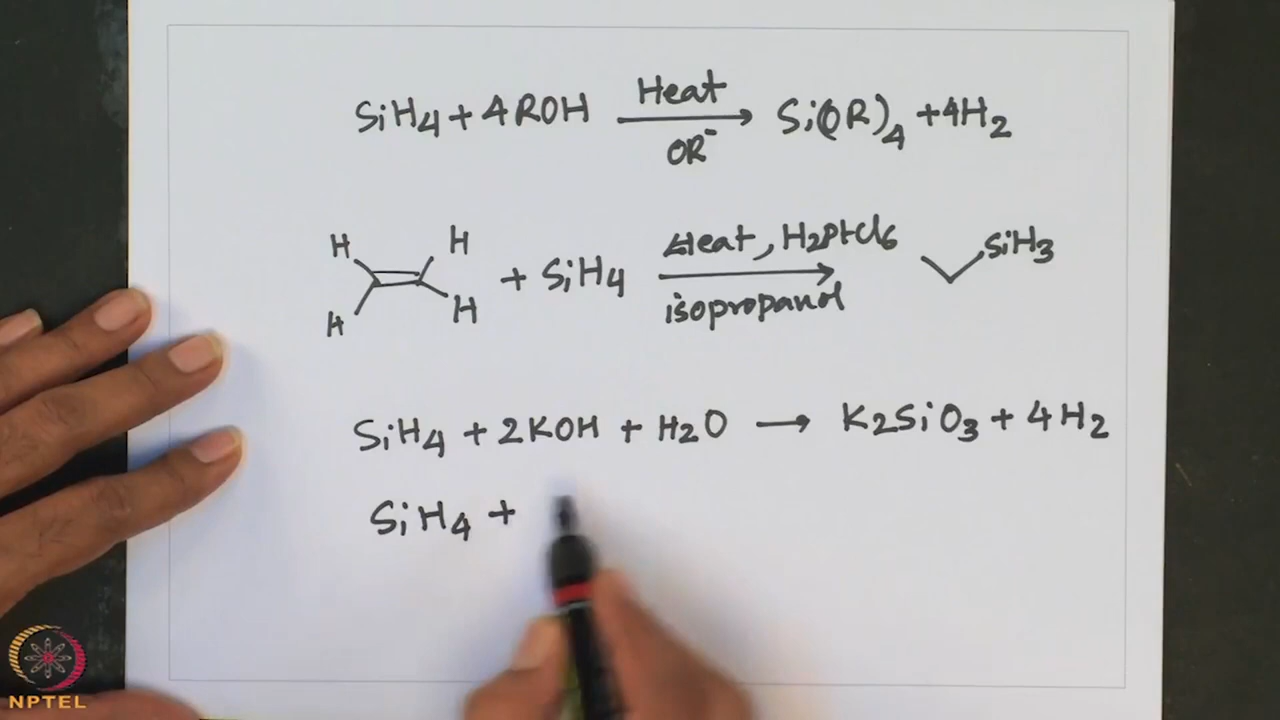 SiH4 + 4ROH Heat OR⁻ → Si(OR)4 + 4H2
H H H H + SiH4 Heat, H2PtCl6 isopropanol → SiH3
SiH4 + 2KOH + H2O → K2SiO3 + 4H2
SiH4 +
NPTEL